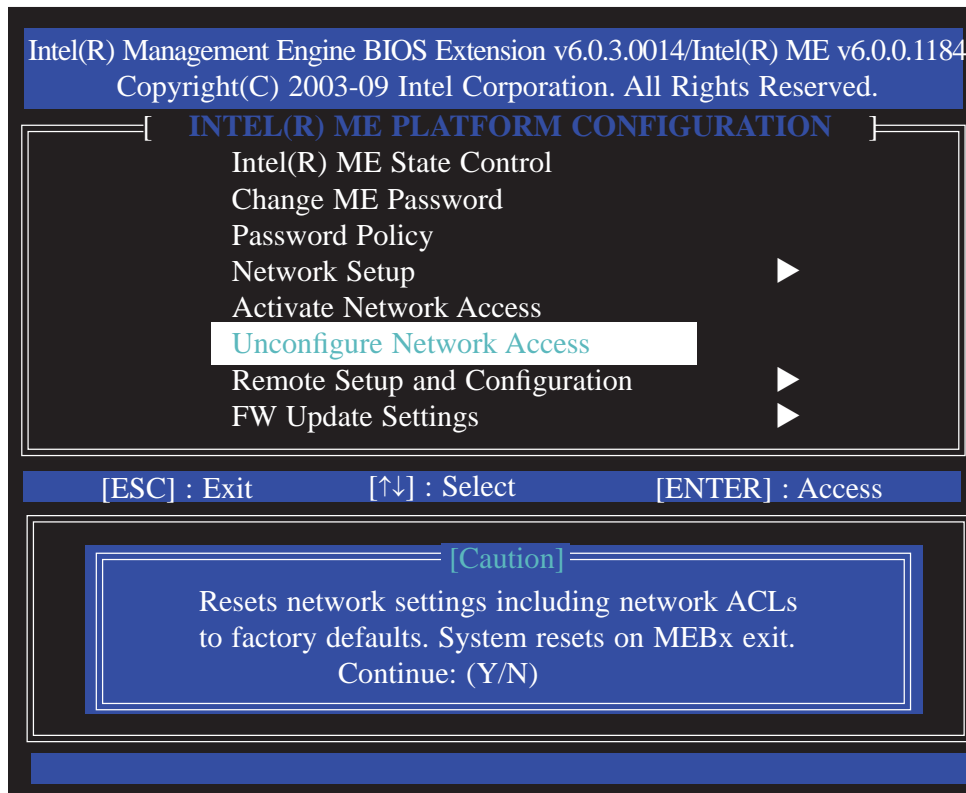 Intel(R) Management Engine BIOS Extension v6.0.3.0014/Intel(R) ME v6.0.0.1184
Copyright(C) 2003-09 Intel Corporation. All Rights Reserved.
[ INTEL(R) ME PLATFORM CONFIGURATION ]
Intel(R) ME State Control
Change ME Password
Password Policy
Network Setup ▶
Activate Network Access
Unconfigure Network Access
Remote Setup and Configuration ▶
FW Update Settings ▶
[ESC] : Exit [↑↓] : Select [ENTER] : Access
[Caution]
Resets network settings including network ACLs
to factory defaults. System resets on MEBx exit.
Continue: (Y/N)